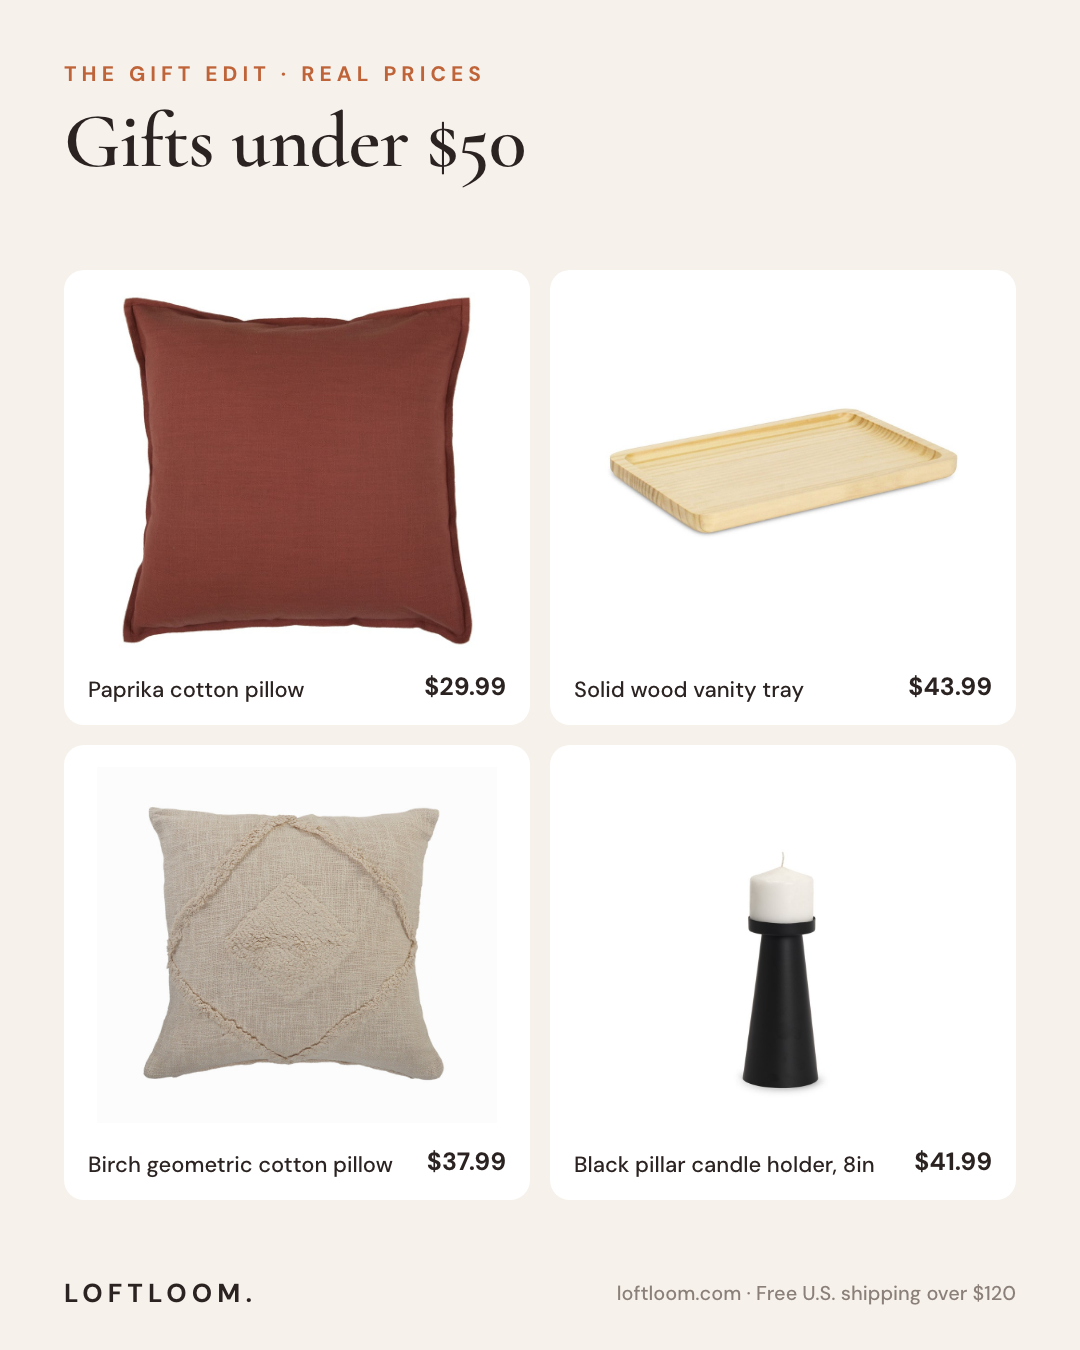 THE GIFT EDIT · REAL PRICES
Gifts under $50
Paprika cotton pillow $29.99
Solid wood vanity tray $43.99
Birch geometric cotton pillow $37.99
Black pillar candle holder, 8in $41.99
LOFTLOOM.
loftloom.com · Free U.S. shipping over $120